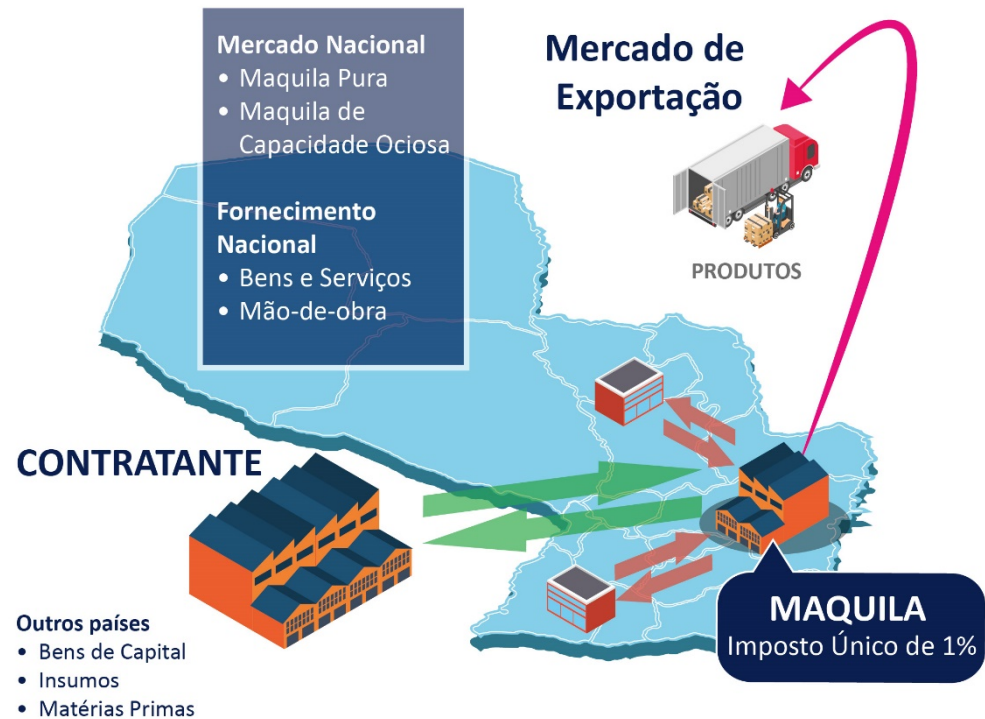 Mercado Nacional
• Maquila Pura
• Maquila de
Capacidade Ociosa
Fornecimento
Nacional
• Bens e Serviços
• Mão-de-obra
Mercado de
Exportação
PRODUTOS
CONTRATANTE
Outros países
• Bens de Capital
• Insumos
• Matérias Primas
MAQUILA
Imposto Único de 1%